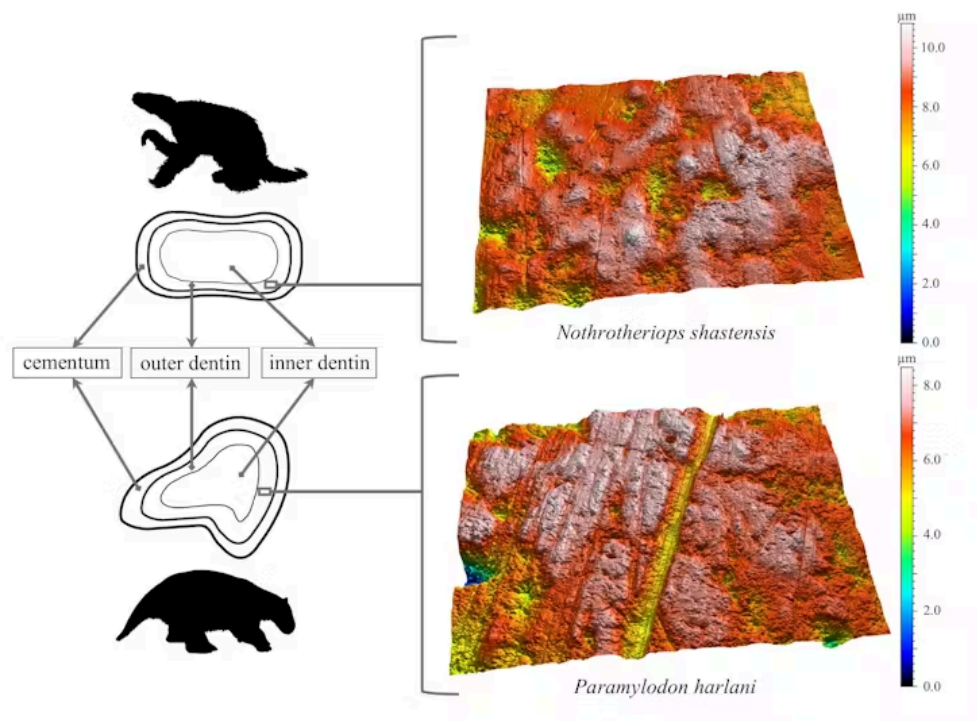 µm
10.0
8.0
6.0
4.0
2.0
0.0
Nothrotheriops shastensis
cementum
outer dentin
inner dentin
µm
8.0
6.0
4.0
2.0
0.0
Paramylodon harlani